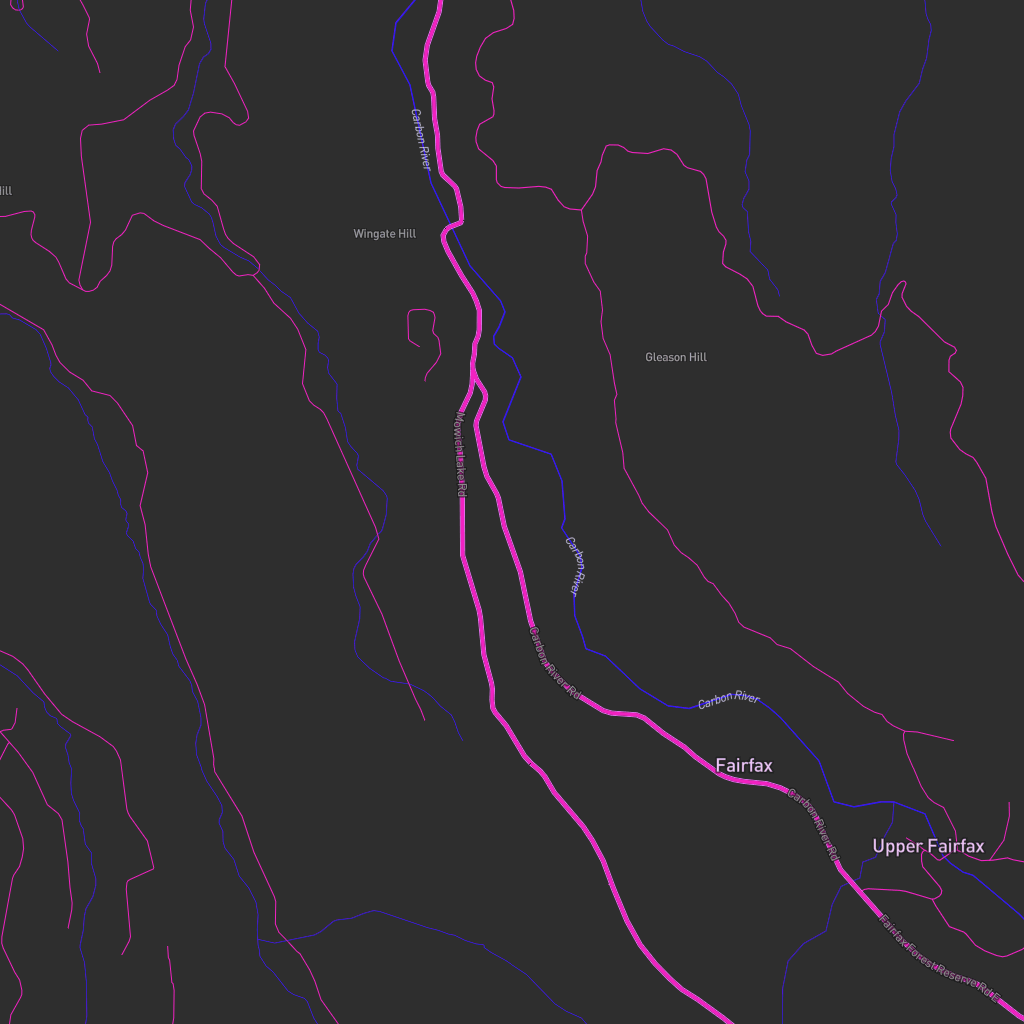 Carbon River
Hill
Wingate Hill
Gleason Hill
Mowich Lake Rd
Carbon River
Carbon River Rd
Carbon River
Fairfax
Carbon River Rd
Upper Fairfax
Fairfax Forest Reserve Rd E